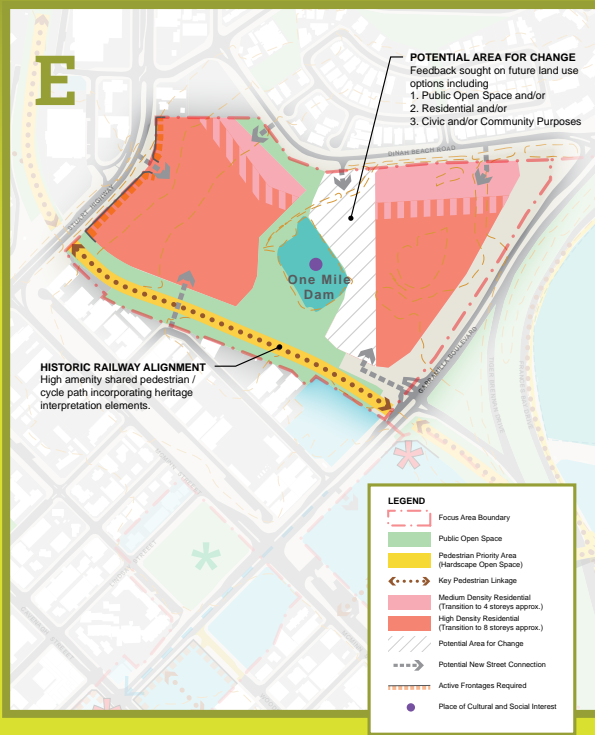 E
POTENTIAL AREA FOR CHANGE
Feedback sought on future land use
options including
1. Public Open Space and/or
2. Residential and/or
3. Civic and/or Community Purposes
DINAH BEACH ROAD
STUART HIGHWAY
One Mile
Dam
GARRAMILLA BOULEVARD
HISTORIC RAILWAY ALIGNMENT
High amenity shared pedestrian /
cycle path incorporating heritage
interpretation elements.
LEGEND
Focus Area Boundary
Public Open Space
Pedestrian Priority Area
(Hardscape Open Space)
Key Pedestrian Linkage
Medium Density Residential
(Transition to 4 storeys approx.)
High Density Residential
(Transition to 8 storeys approx.)
Potential Area for Change
Potential New Street Connection
Active Frontages Required
Place of Cultural and Social Interest